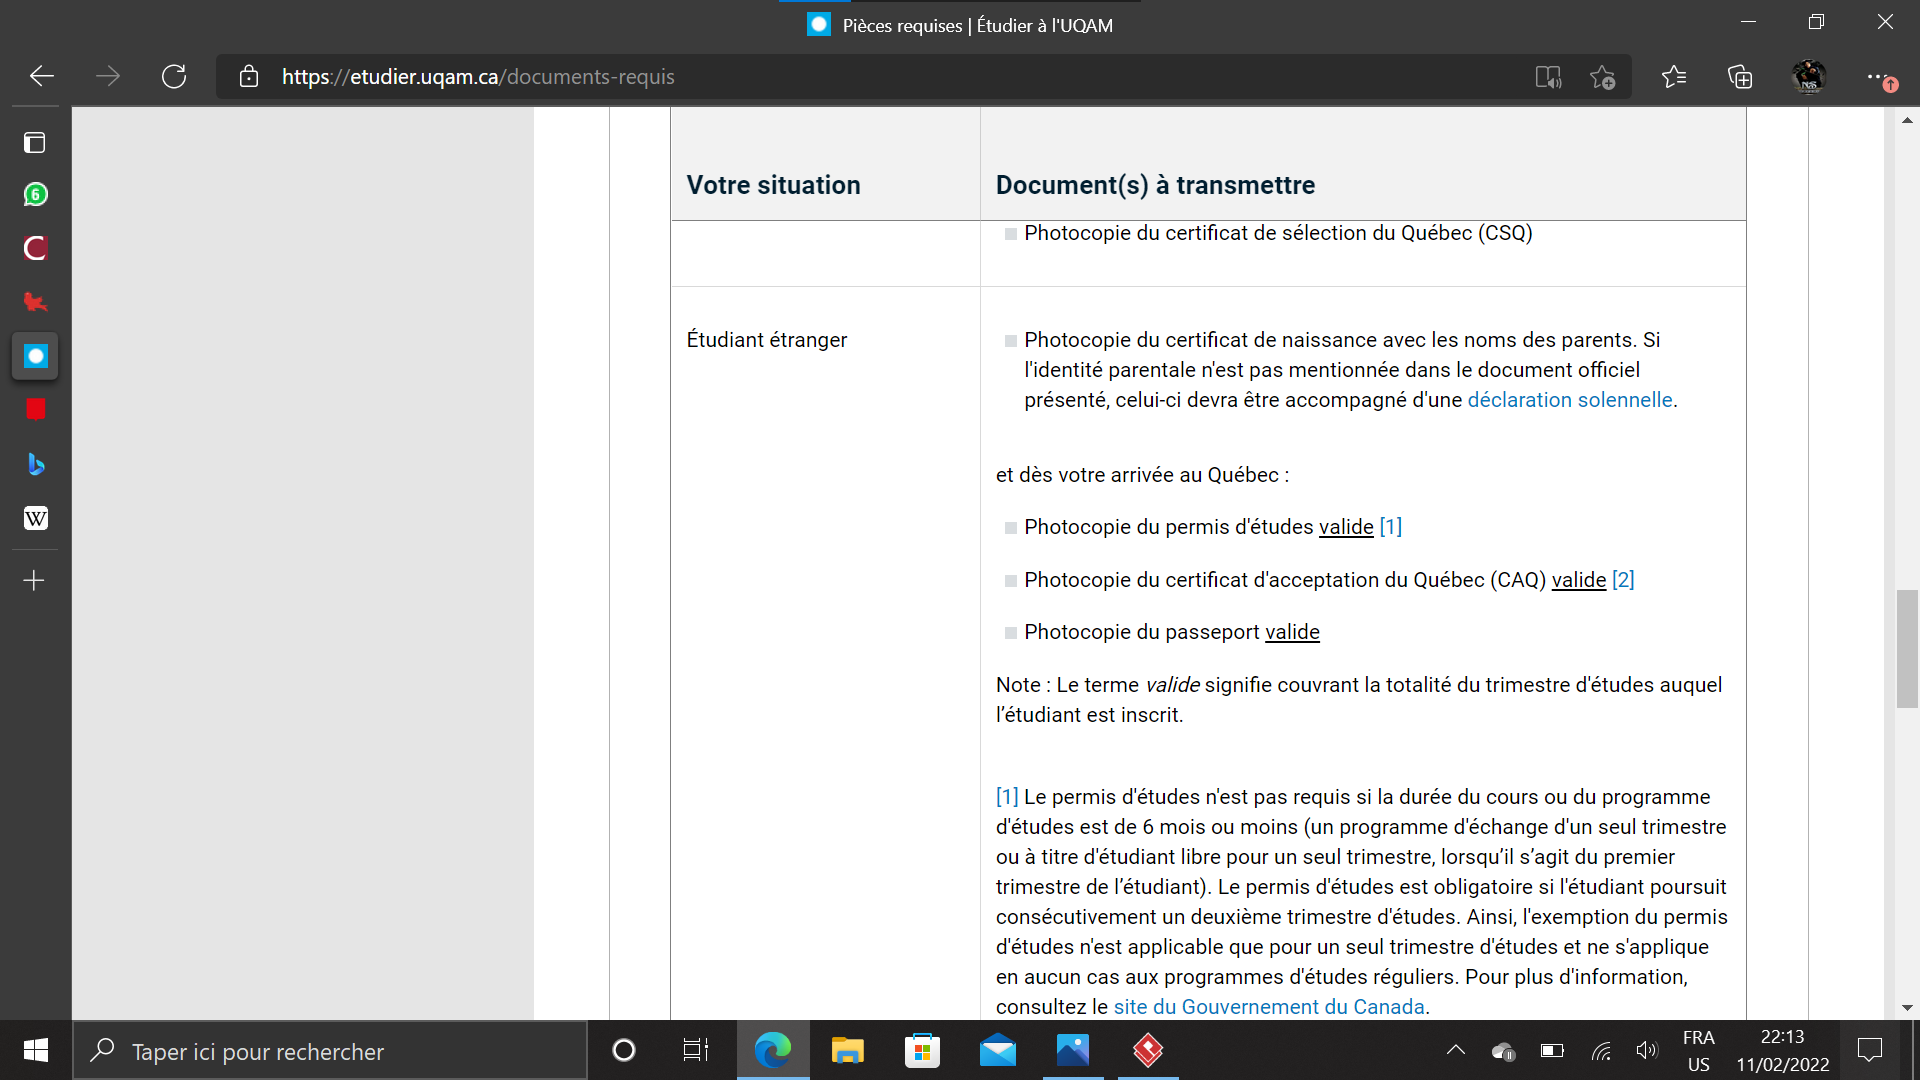 Pièces requises | Étudier à l'UQAM
https://etudier.uqam.ca/documents-requis
Votre situation
Document(s) à transmettre
Photocopie du certificat de sélection du Québec (CSQ)
Étudiant étranger
Photocopie du certificat de naissance avec les noms des parents. Si
l'identité parentale n'est pas mentionnée dans le document officiel
présenté, celui-ci devra être accompagné d'une déclaration solennelle.
et dès votre arrivée au Québec :
Photocopie du permis d'études valide [1]
Photocopie du certificat d'acceptation du Québec (CAQ) valide [2]
Photocopie du passeport valide
Note : Le terme valide signifie couvrant la totalité du trimestre d'études auquel
l’étudiant est inscrit.
[1] Le permis d'études n'est pas requis si la durée du cours ou du programme
d'études est de 6 mois ou moins (un programme d'échange d'un seul trimestre
ou à titre d'étudiant libre pour un seul trimestre, lorsqu’il s’agit du premier
trimestre de l’étudiant). Le permis d'études est obligatoire si l'étudiant poursuit
consécutivement un deuxième trimestre d'études. Ainsi, l'exemption du permis
d'études n'est applicable que pour un seul trimestre d'études et ne s'applique
en aucun cas aux programmes d'études réguliers. Pour plus d'information,
consultez le site du Gouvernement du Canada.
6
C
W
Taper ici pour rechercher
FRA
US
22:13
11/02/2022